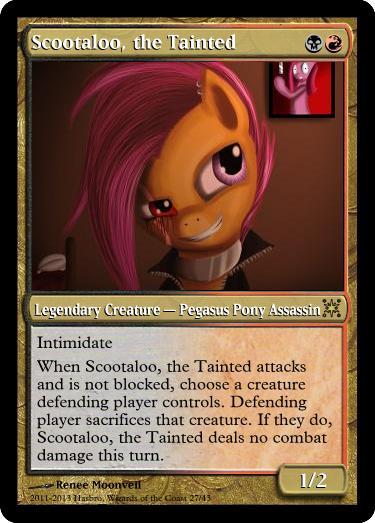 Scootaloo, the Tainted
Legendary Creature — Pegasus Pony Assassin
Intimidate
When Scootaloo, the Tainted attacks
and is not blocked, choose a creature
defending player controls. Defending
player sacrifices that creature. If they do,
Scootaloo, the Tainted deals no combat
damage this turn.
1/2
Renee Moonveil
2011-2013 Hasbro, Wizards of the Coast 27/43